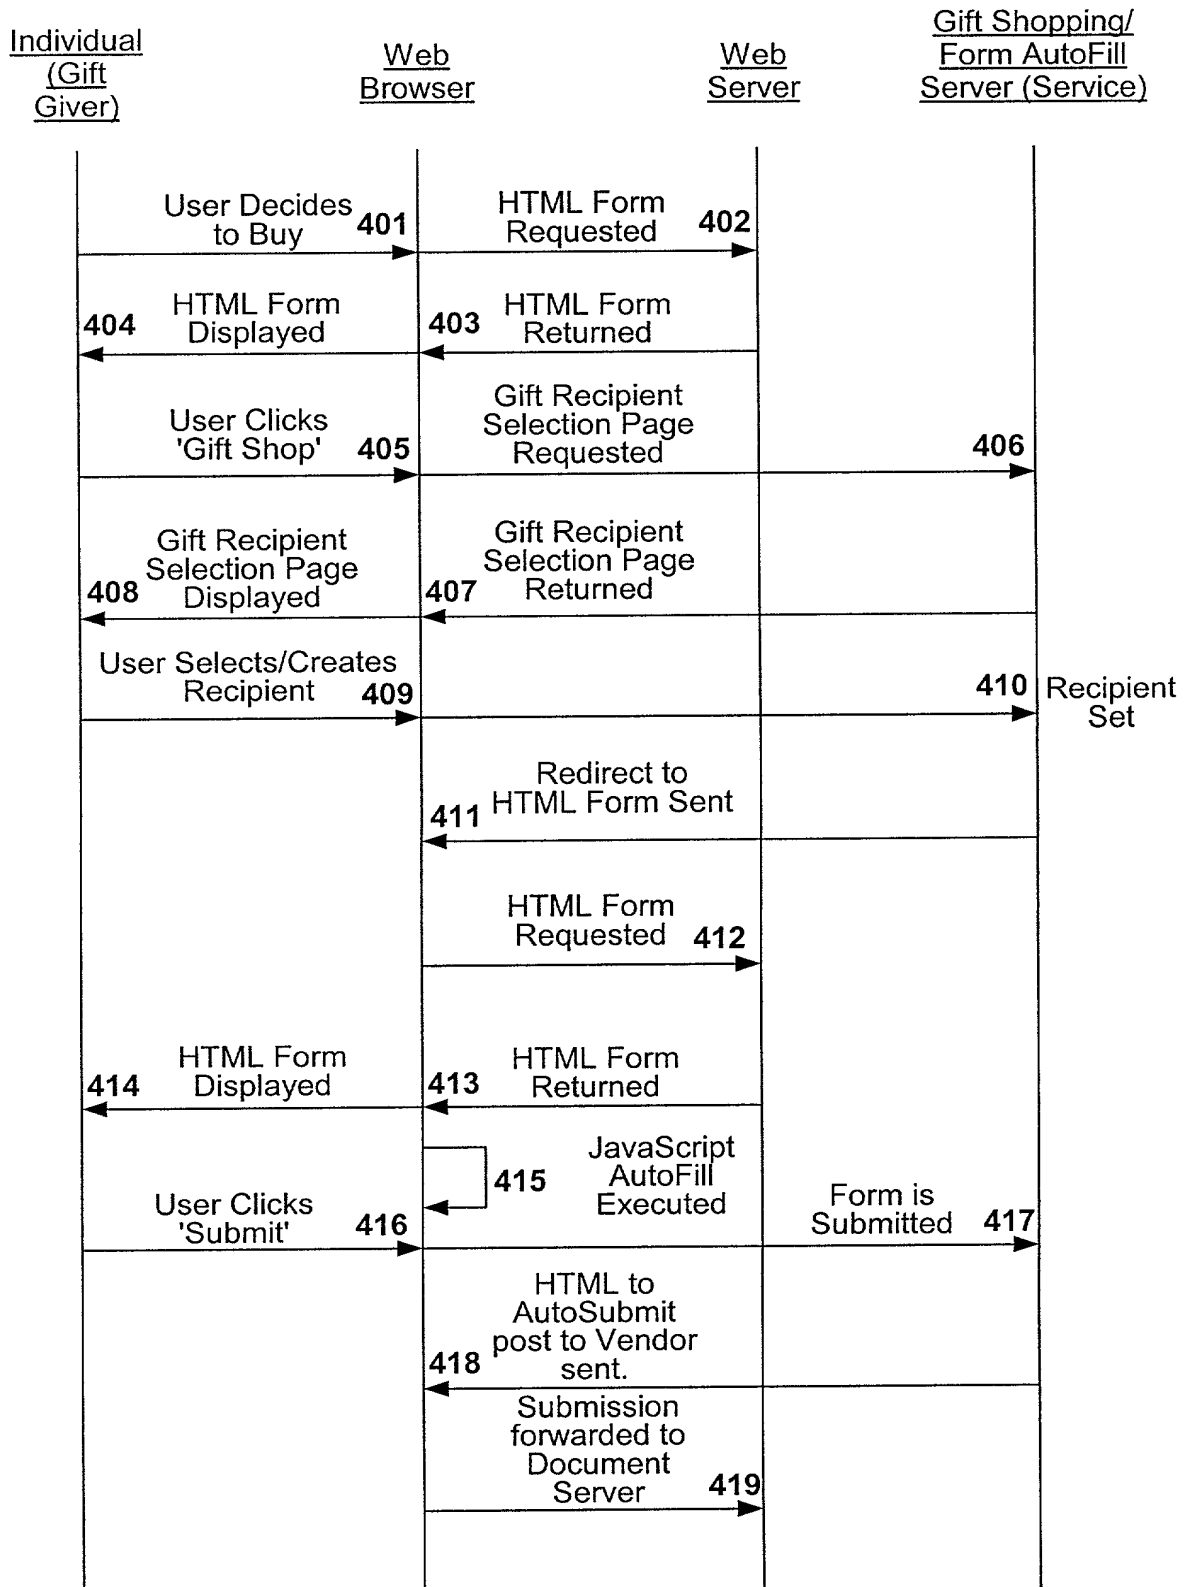 Individual
(Gift
Giver)
Web
Browser
Web
Server
Gift Shopping/
Form AutoFill
Server (Service)
User Decides
to Buy
401
HTML Form
Requested
402
404
HTML Form
Displayed
403
HTML Form
Returned
User Clicks
'Gift Shop'
405
Gift Recipient
Selection Page
Requested
406
408
Gift Recipient
Selection Page
Displayed
407
Gift Recipient
Selection Page
Returned
User Selects/Creates
Recipient
409
410
Recipient
Set
411
Redirect to
HTML Form Sent
HTML Form
Requested
412
414
HTML Form
Displayed
413
HTML Form
Returned
415
JavaScript
AutoFill
Executed
User Clicks
'Submit'
416
Form is
Submitted
417
418
HTML to
AutoSubmit
post to Vendor
sent.
Submission
forwarded to
Document
Server
419